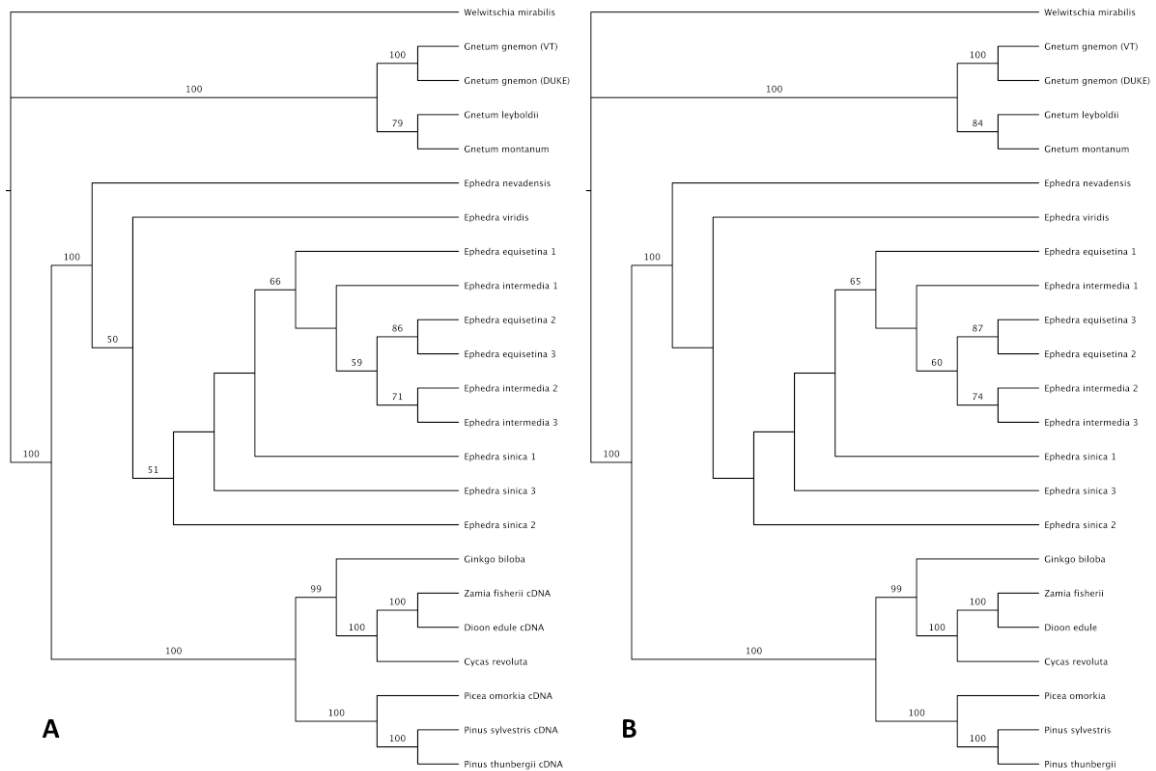 Welwitschia mirabilis
Gnetum gnemon (VT)
100
Gnetum gnemon (DUKE)
100
Gnetum leyboldii
79
Gnetum montanum
Ephedra nevadensis
Ephedra viridis
Ephedra equisetina 1
100
66
Ephedra intermedia 1
Ephedra equisetina 2
86
50
Ephedra equisetina 3
59
Ephedra intermedia 2
71
Ephedra intermedia 3
Ephedra sinica 1
100
51
Ephedra sinica 3
Ephedra sinica 2
Ginkgo biloba
99
Zamia fisherii cDNA
100
Dioon edule cDNA
100
100
Cycas revoluta
Picea omorkia cDNA
100
Pinus sylvestris cDNA
100
Pinus thunbergii cDNA
A
Welwitschia mirabilis
Gnetum gnemon (VT)
100
Gnetum gnemon (DUKE)
100
Gnetum leyboldii
84
Gnetum montanum
Ephedra nevadensis
Ephedra viridis
Ephedra equisetina 1
100
65
Ephedra intermedia 1
Ephedra equisetina 3
87
Ephedra equisetina 2
60
Ephedra intermedia 2
74
Ephedra intermedia 3
Ephedra sinica 1
100
Ephedra sinica 3
Ephedra sinica 2
Ginkgo biloba
99
Zamia fisherii
100
Dioon edule
100
100
Cycas revoluta
Picea omorkia
100
Pinus sylvestris
100
Pinus thunbergii
B